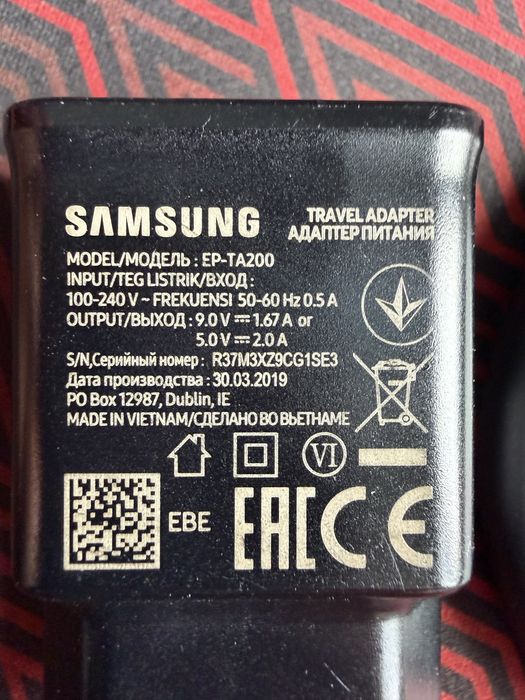 SAMSUNG
TRAVEL ADAPTER
АДАПТЕР ПИТАНИЯ
MODEL/МОДЕЛЬ : EP-TA200
INPUT/TEG LISTRIK/ВХОД :
100-240 V ~ FREKUENSI 50-60 Hz 0.5 A
OUTPUT/ВЫХОД : 9.0 V ⎓ 1.67 A or
5.0 V ⎓ 2.0 A
S/N,Серийный номер : R37M3XZ9CG1SE3
Дата производства : 30.03.2019
PO Box 12987, Dublin, IE
MADE IN VIETNAM/СДЕЛАНО ВО ВЬЕТНАМЕ
VI
EBE
EAC CE